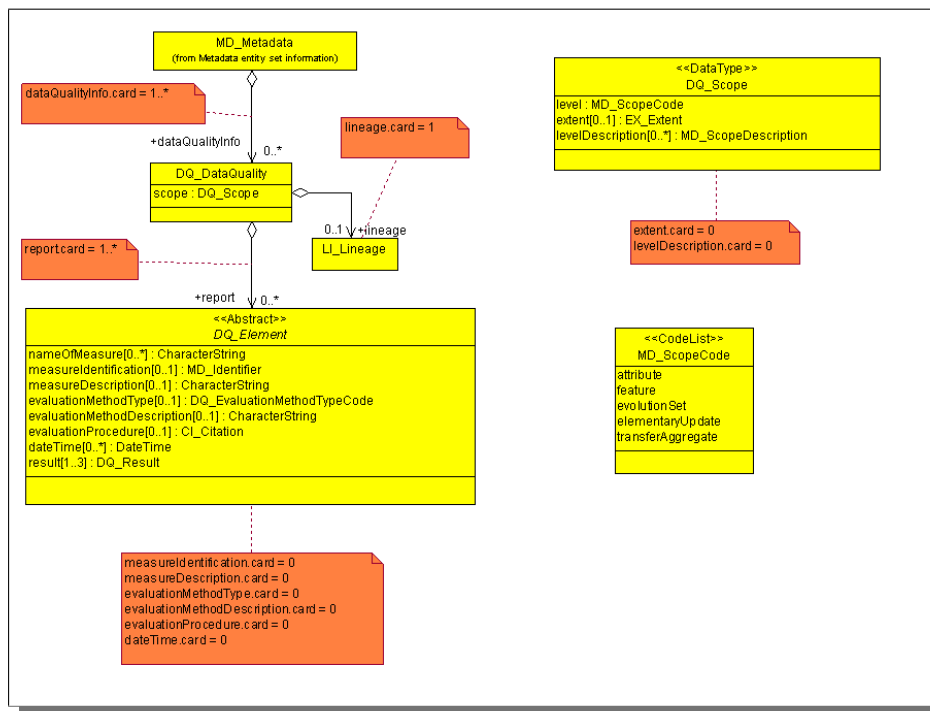 MD_Metadata
(from Metadata entity set information)
dataQualityInfo.card = 1..*
+dataQualityInfo
0..*
lineage.card = 1
DQ_DataQuality
scope : DQ_Scope
0..1
+lineage
LI_Lineage
report.card = 1..*
+report
0..*
<<Abstract>>
DQ_Element
nameOfMeasure[0..*] : CharacterString
measureIdentification[0..1] : MD_Identifier
measureDescription[0..1] : CharacterString
evaluationMethodType[0..1] : DQ_EvaluationMethodTypeCode
evaluationMethodDescription[0..1] : CharacterString
evaluationProcedure[0..1] : CI_Citation
dateTime[0..*] : DateTime
result[1..3] : DQ_Result
measureIdentification.card = 0
measureDescription.card = 0
evaluationMethodType.card = 0
evaluationMethodDescription.card = 0
evaluationProcedure.card = 0
dateTime.card = 0
<<DataType>>
DQ_Scope
level : MD_ScopeCode
extent[0..1] : EX_Extent
levelDescription[0..*] : MD_ScopeDescription
extent.card = 0
levelDescription.card = 0
<<CodeList>>
MD_ScopeCode
attribute
feature
evolutionSet
elementaryUpdate
transferAggregate